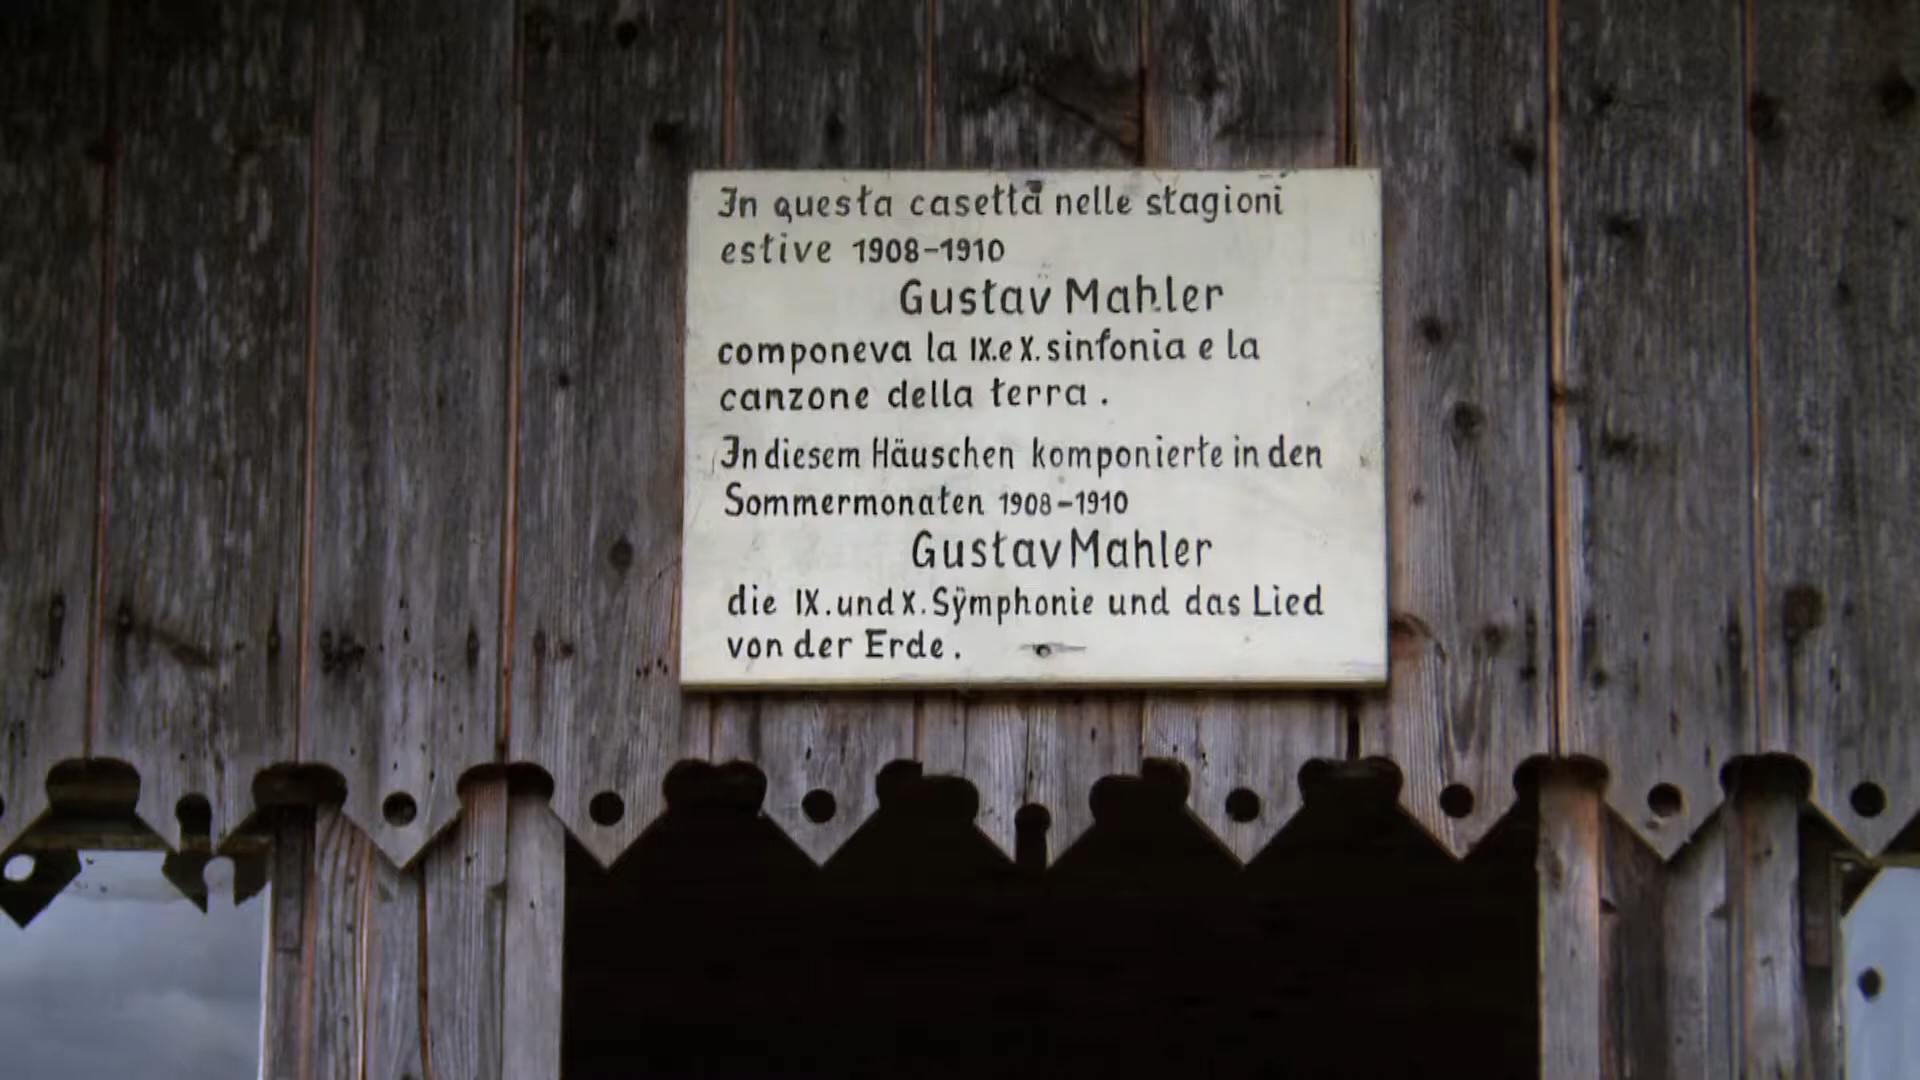 In questa casetta nelle stagioni
estive 1908-1910
Gustav Mahler
componeva la IX.e X. sinfonia e la
canzone della terra .
In diesem Häuschen komponierte in den
Sommermonaten 1908-1910
Gustav Mahler
die IX. und X. Sÿmphonie und das Lied
von der Erde .